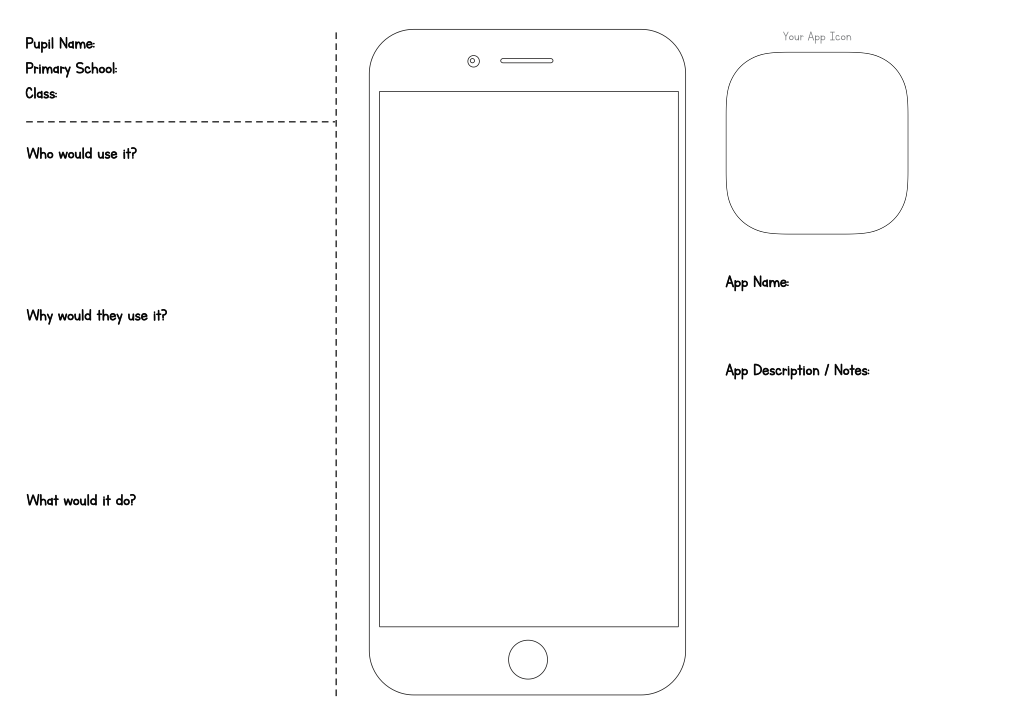 Pupil Name:
Primary School:
Class:
Who would use it?
Why would they use it?
What would it do?
Your App Icon
App Name:
App Description / Notes: